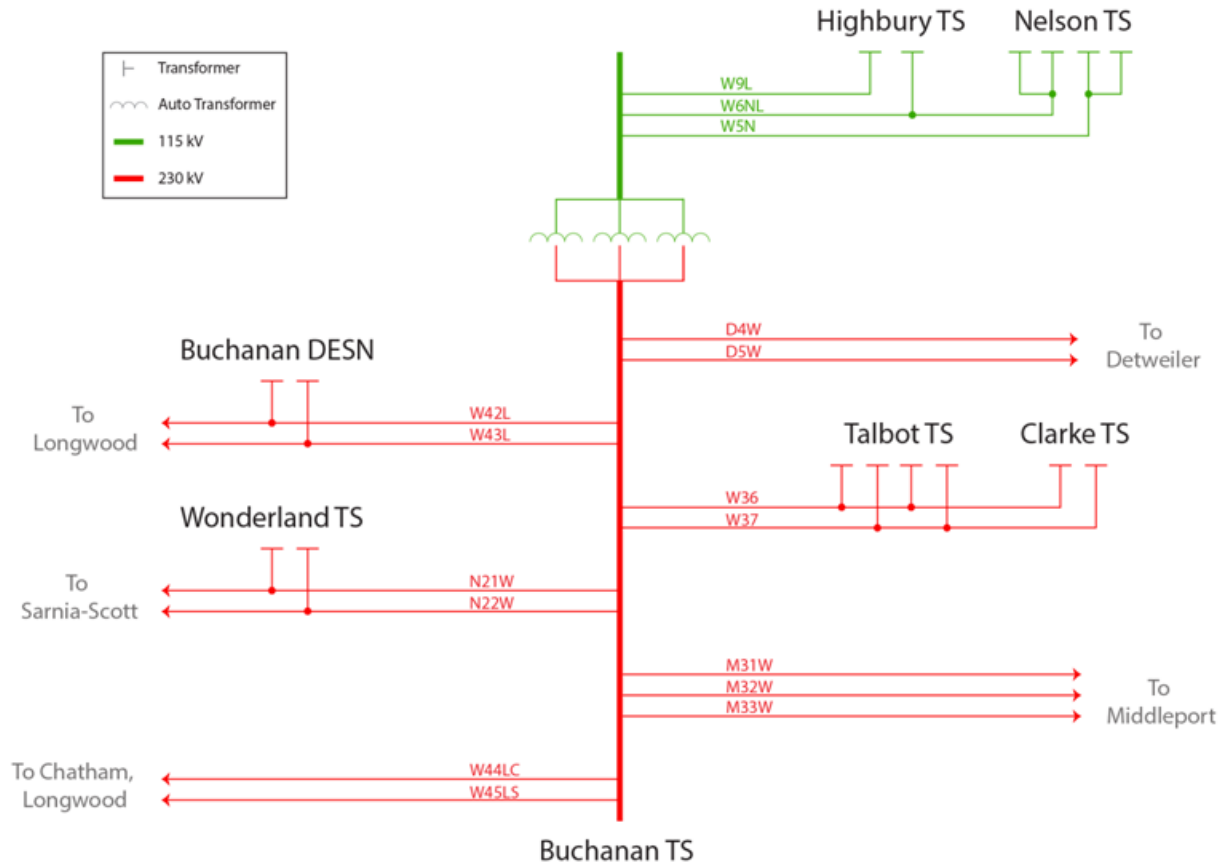 Highbury TS
Nelson TS
Transformer
Auto Transformer
115 kV
230 kV
W9L
W6NL
W5N
D4W
D5W
To
Detweiler
Buchanan DESN
To
Longwood
W42L
W43L
Talbot TS
Clarke TS
W36
W37
Wonderland TS
To
Sarnia-Scott
N21W
N22W
M31W
M32W
M33W
To
Middleport
To Chatham,
Longwood
W44LC
W45LS
Buchanan TS